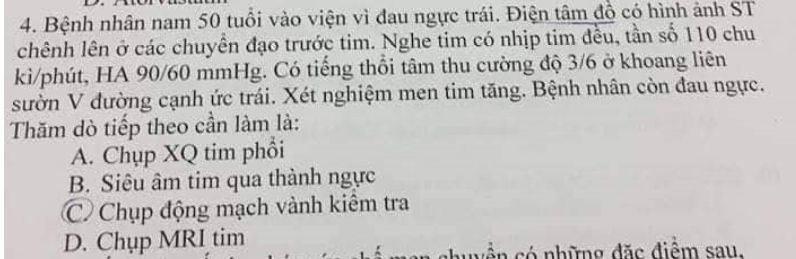 4. Bệnh nhân nam 50 tuổi vào viện vì đau ngực trái. Điện tâm đồ có hình ảnh ST
chênh lên ở các chuyển đạo trước tim. Nghe tim có nhịp tim đều, tần số 110 chu
kì/phút, HA 90/60 mmHg. Có tiếng thổi tâm thu cường độ 3/6 ở khoang liên
sườn V đường cạnh ức trái. Xét nghiệm men tim tăng. Bệnh nhân còn đau ngực.
Thăm dò tiếp theo cần làm là:
A. Chụp XQ tim phổi
B. Siêu âm tim qua thành ngực
C. Chụp động mạch vành kiểm tra
D. Chụp MRI tim
chuyên có những đặc điểm sau,